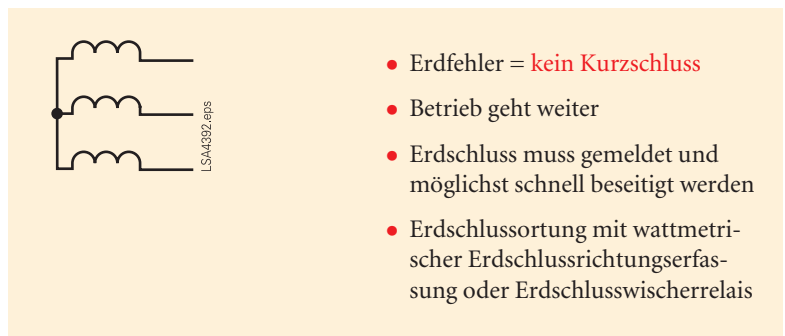 LSA4392.eps
• Erdfehler = kein Kurzschluss
• Betrieb geht weiter
• Erdschluss muss gemeldet und
möglichst schnell beseitigt werden
• Erdschlussortung mit wattmetri-
scher Erdschlussrichtungserfas-
sung oder Erdschlusswischerrelais